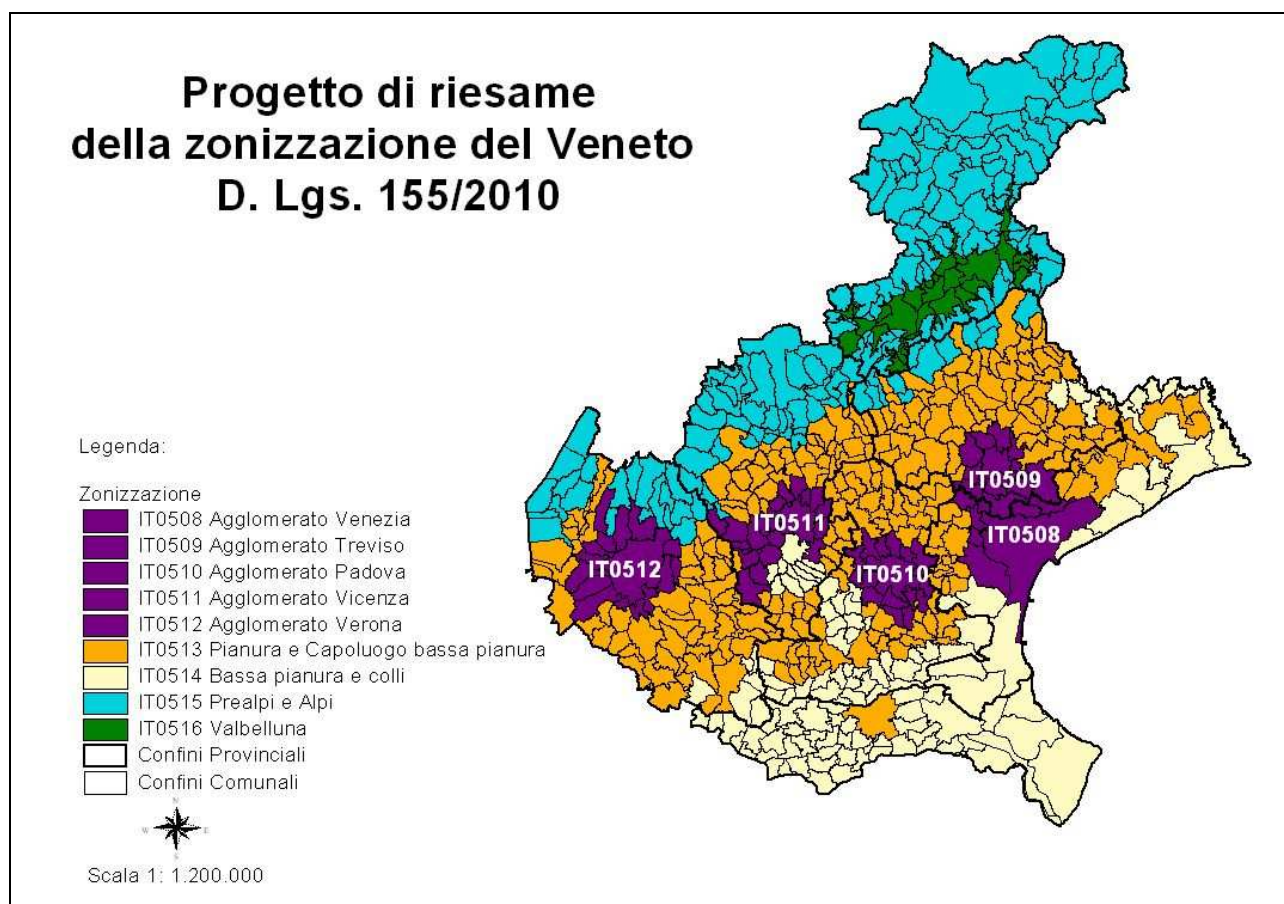 Progetto di riesame
della zonizzazione del Veneto
D. Lgs. 155/2010
Legenda:
Zonizzazione
IT0508 Agglomerato Venezia
IT0509 Agglomerato Treviso
IT0510 Agglomerato Padova
IT0511 Agglomerato Vicenza
IT0512 Agglomerato Verona
IT0513 Pianura e Capoluogo bassa pianura
IT0514 Bassa pianura e colli
IT0515 Prealpi e Alpi
IT0516 Valbelluna
Confini Provinciali
Confini Comunali
N
W
E
S
Scala 1: 1.200.000
IT0509
IT0511
IT0508
IT0512
IT0510